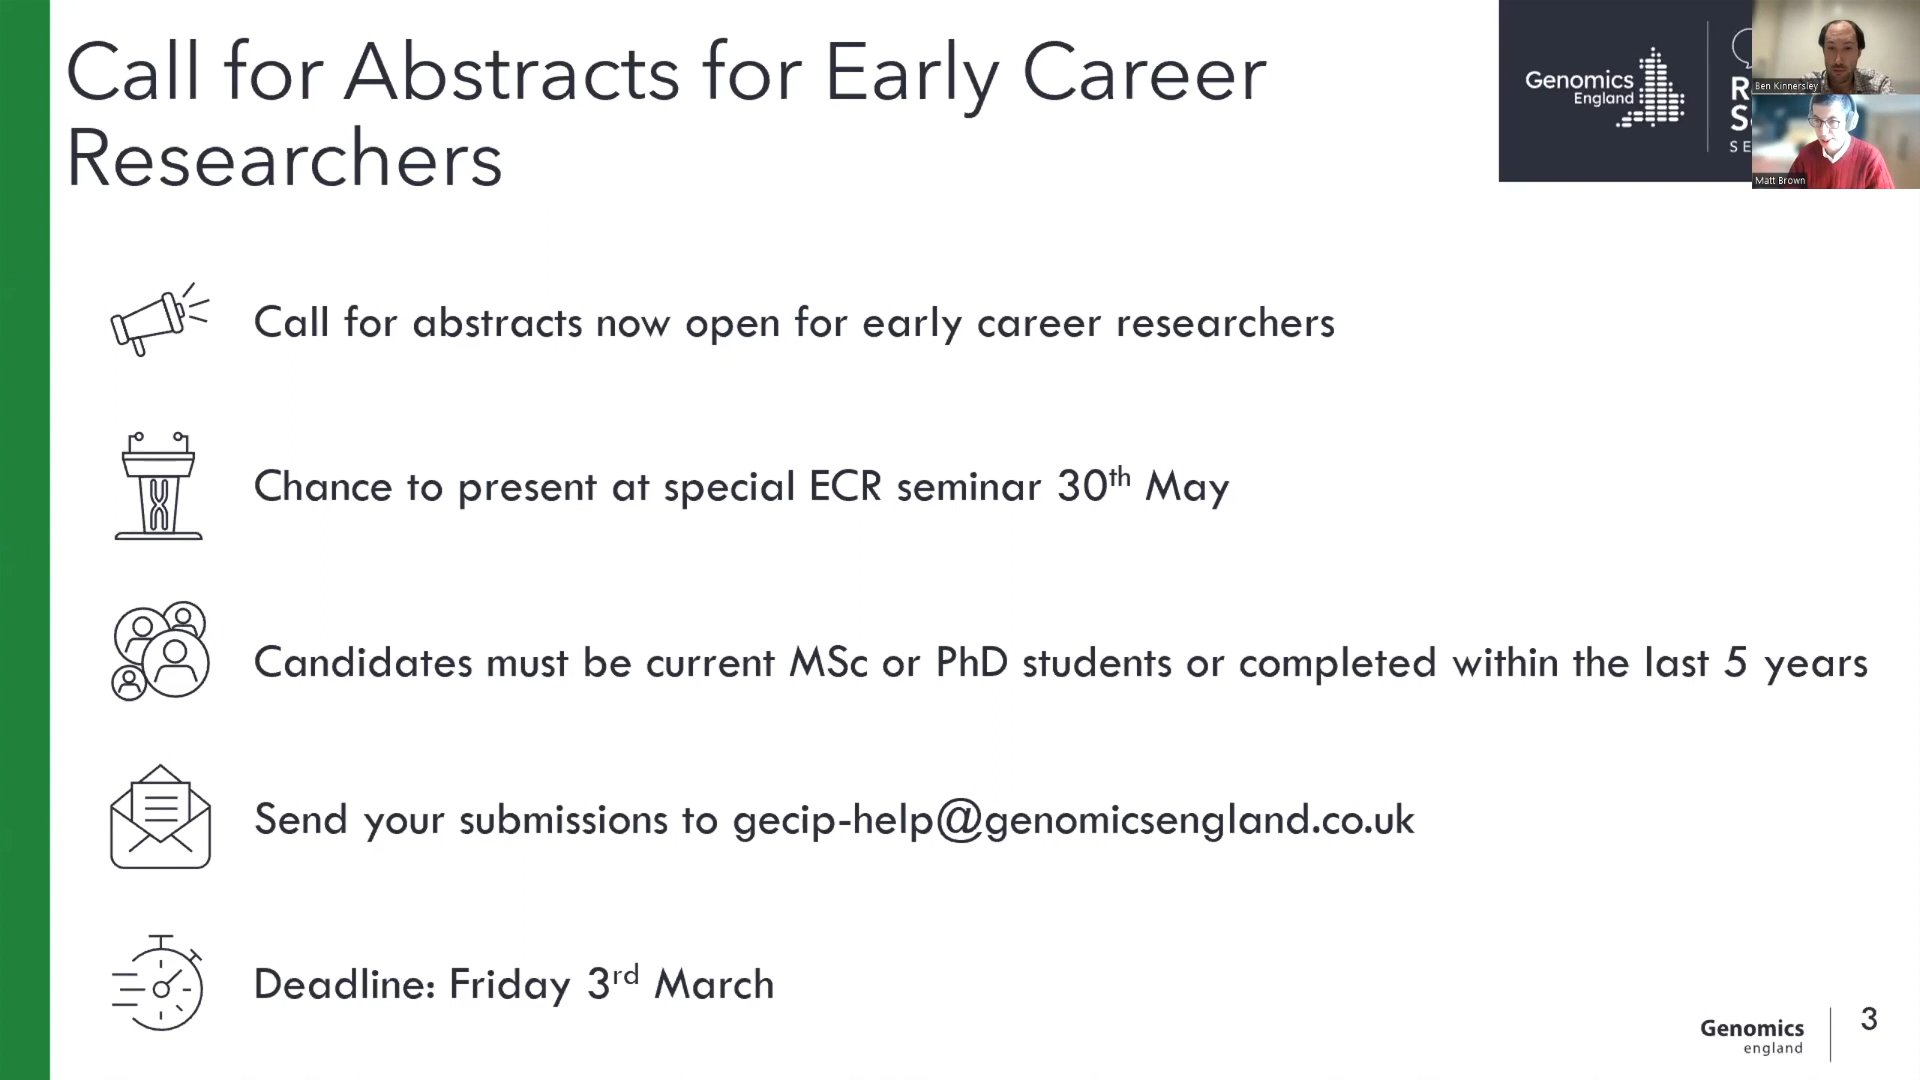 Call for Abstracts for Early Career
Researchers
Genomics
England
Ben Kinnersley
Matt Brown
Call for abstracts now open for early career researchers
Chance to present at special ECR seminar 30th May
Candidates must be current MSc or PhD students or completed within the last 5 years
Send your submissions to gecip-help@genomicsengland.co.uk
Deadline: Friday 3rd March
Genomics
england
3